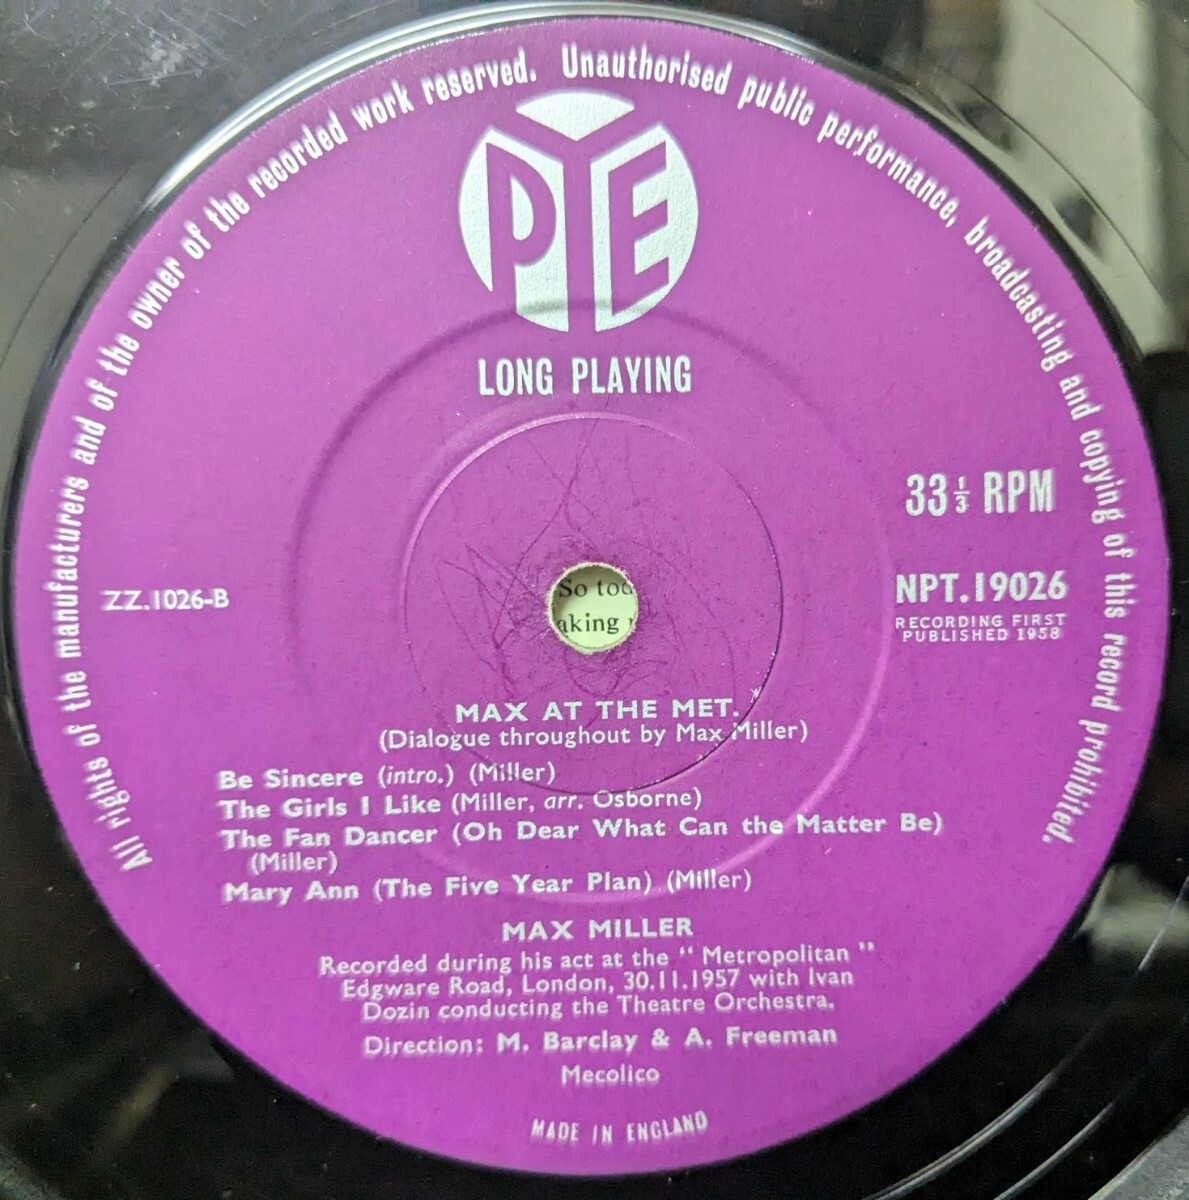 All rights of the manufacturers and of the owner of the recorded work reserved. Unauthorised public performance, broadcasting and copying of this record prohibited.
PYE
LONG PLAYING
33⅓ RPM
ZZ.1026-B
NPT.19026
RECORDING FIRST
PUBLISHED 1958
So too
aking
MAX AT THE MET.
(Dialogue throughout by Max Miller)
Be Sincere (intro.) (Miller)
The Girls I Like (Miller, arr. Osborne)
The Fan Dancer (Oh Dear What Can the Matter Be)
(Miller)
Mary Ann (The Five Year Plan) (Miller)
MAX MILLER
Recorded during his act at the "Metropolitan"
Edgware Road, London, 30.11.1957 with Ivan
Dozin conducting the Theatre Orchestra.
Direction: M. Barclay & A. Freeman
Mecolico
MADE IN ENGLAND